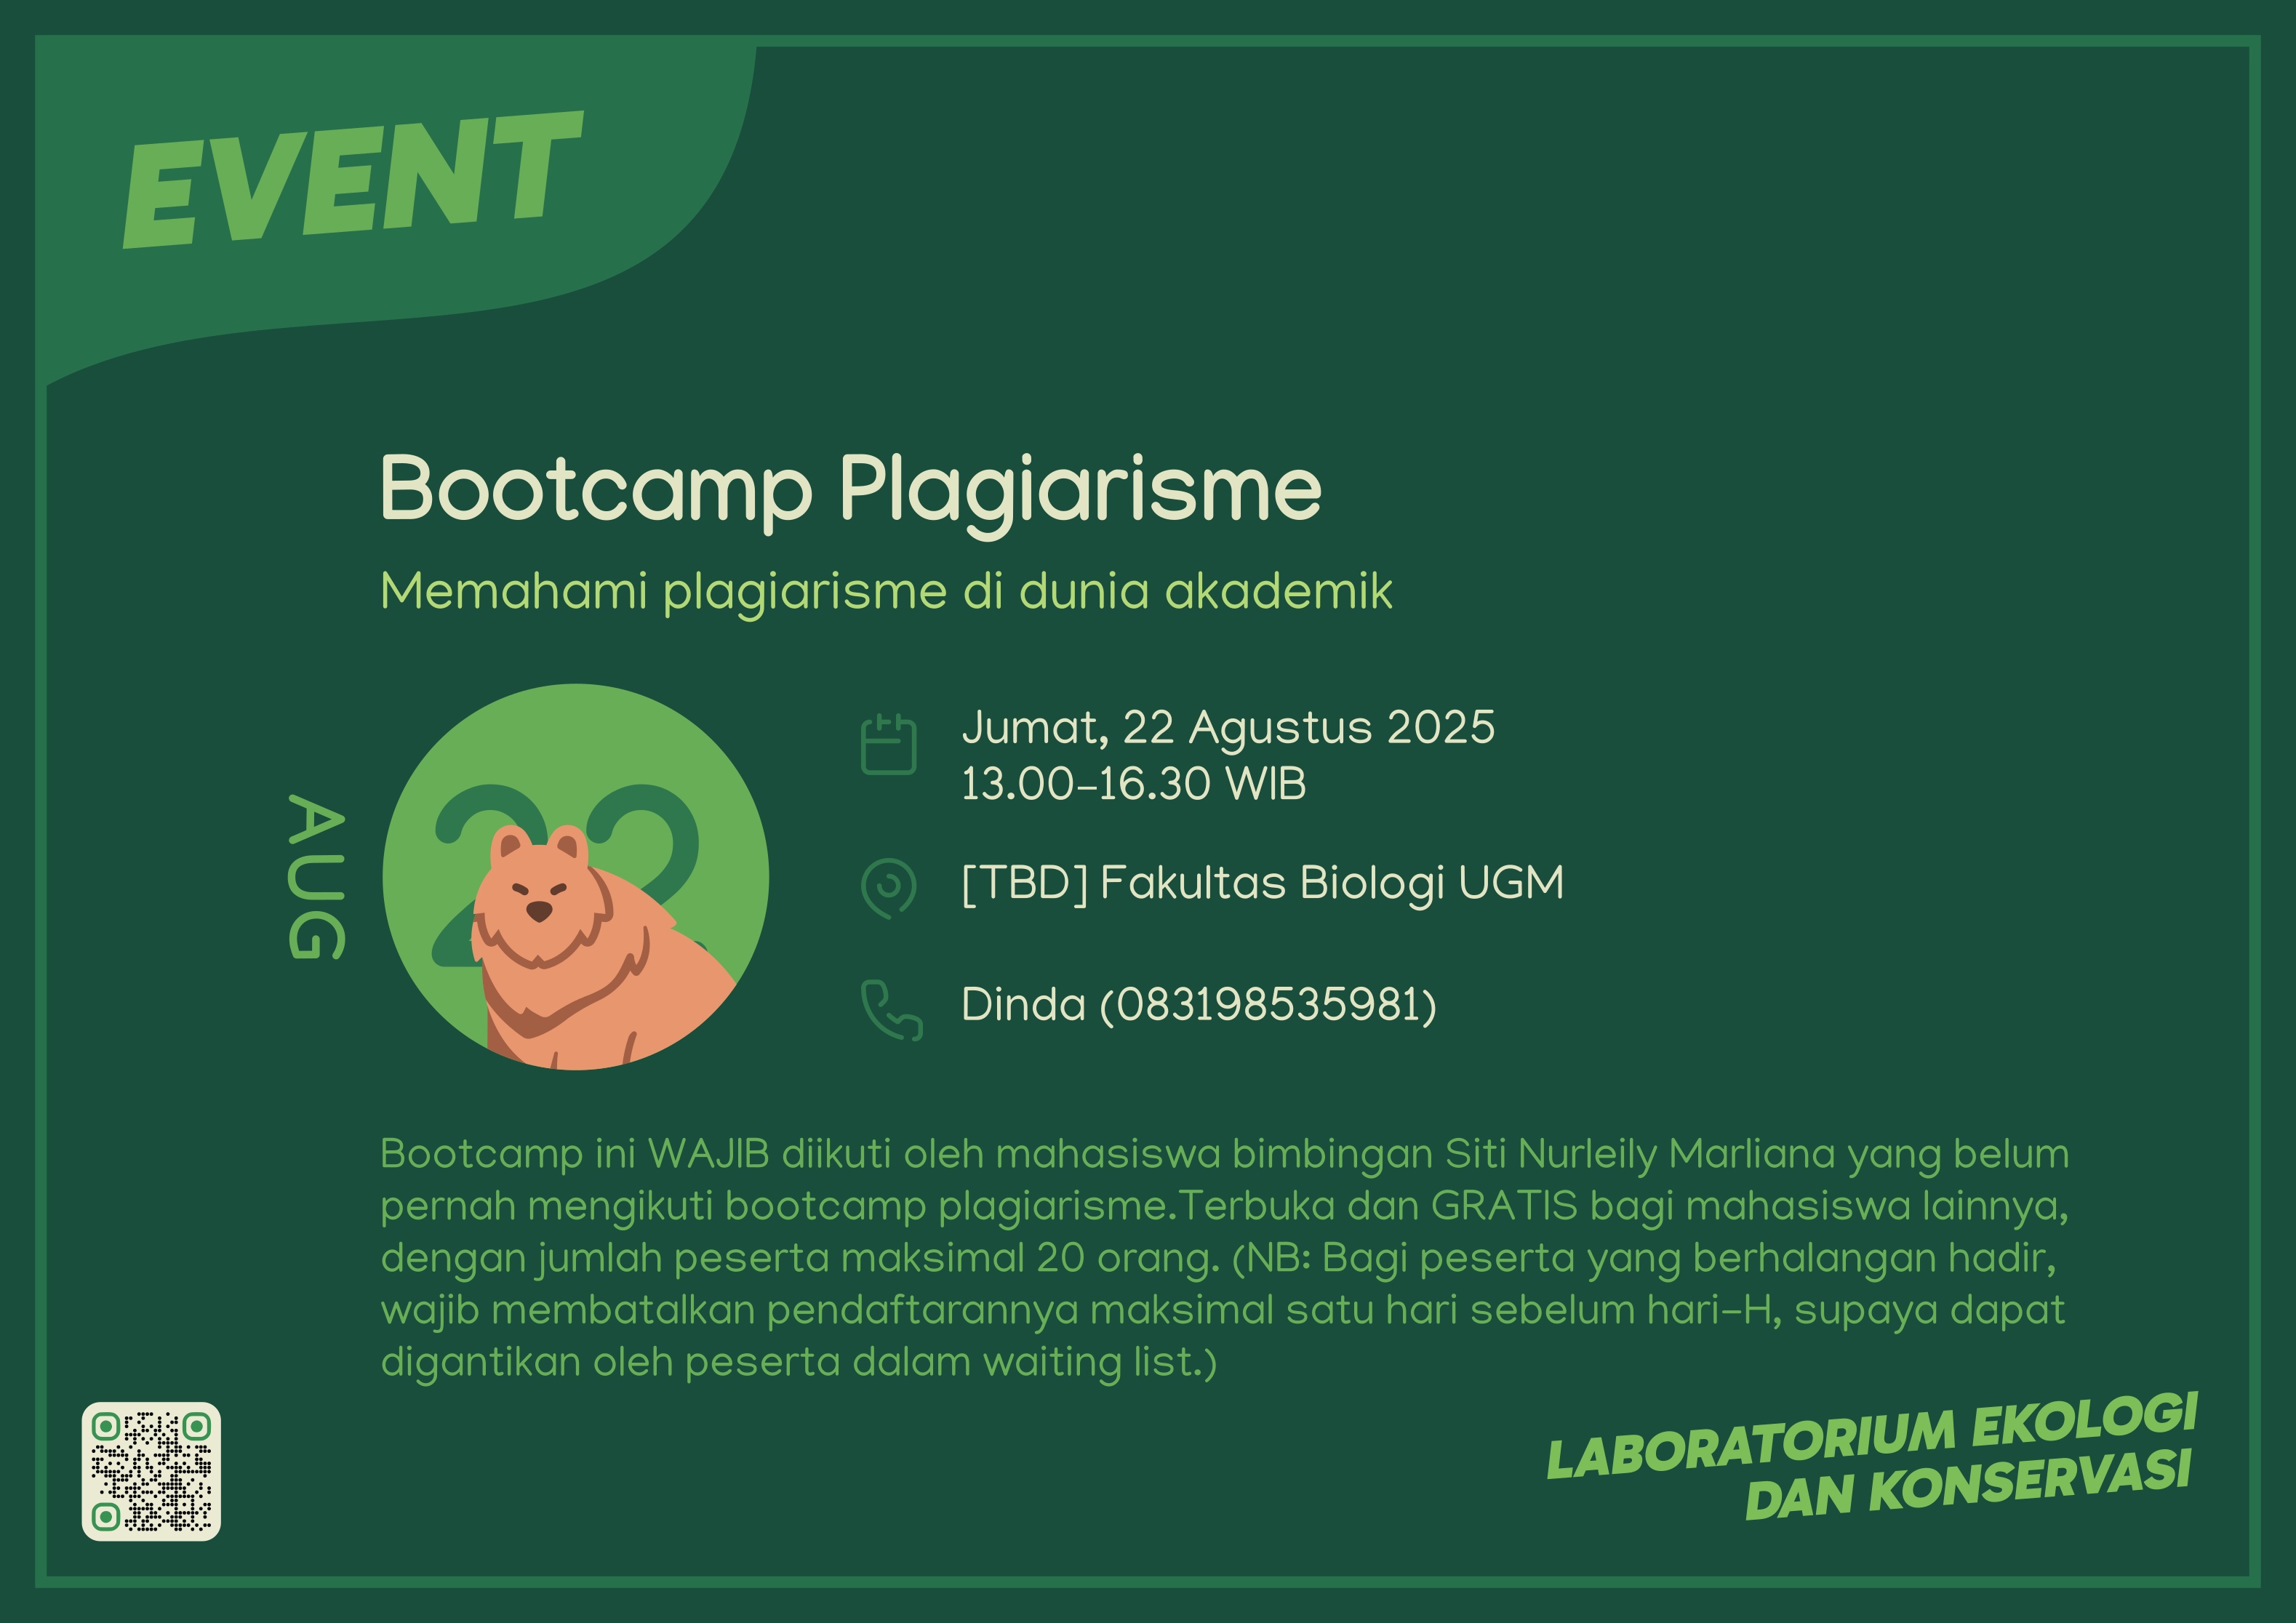 EVENT
Bootcamp Plagiarisme
Memahami plagiarisme di dunia akademik
AUG
22
Jumat, 22 Agustus 2025
13.00-16.30 WIB
[TBD] Fakultas Biologi UGM
Dinda (083198535981)
Bootcamp ini WAJIB diikuti oleh mahasiswa bimbingan Siti Nurleily Marliana yang belum
pernah mengikuti bootcamp plagiarisme.Terbuka dan GRATIS bagi mahasiswa lainnya,
dengan jumlah peserta maksimal 20 orang. (NB: Bagi peserta yang berhalangan hadir,
wajib membatalkan pendaftarannya maksimal satu hari sebelum hari-H, supaya dapat
digantikan oleh peserta dalam waiting list.)
LABORATORIUM EKOLOGI
DAN KONSERVASI